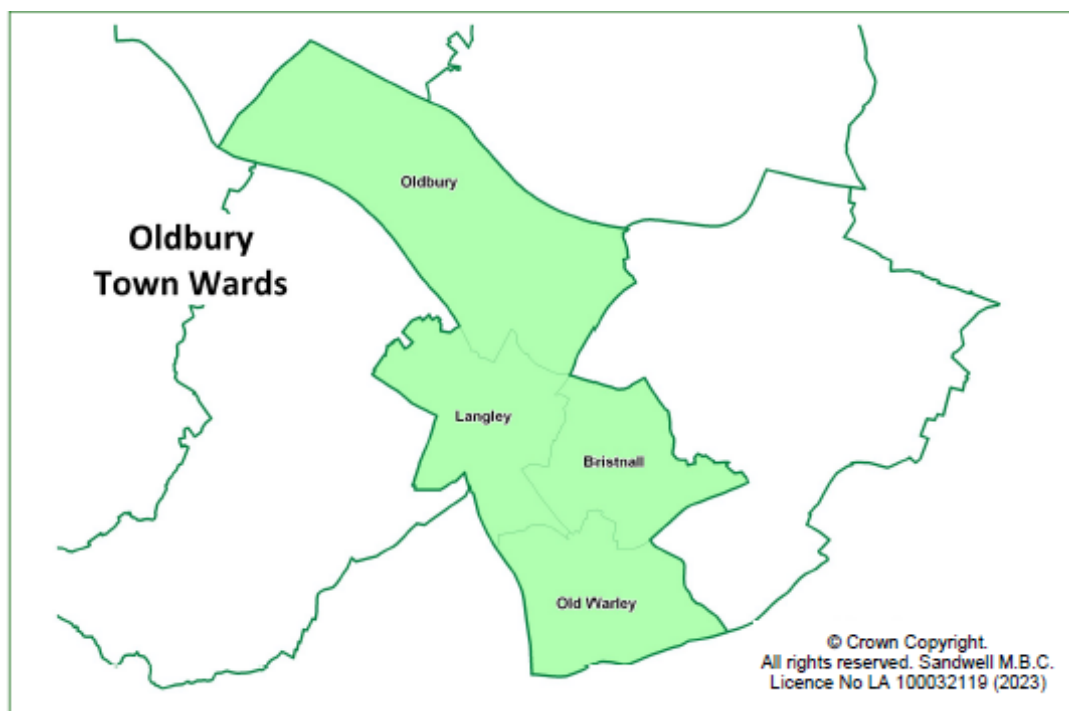 Oldbury
Oldbury
Town Wards
Langley
Bristnall
Old Warley
© Crown Copyright.
All rights reserved. Sandwell M.B.C.
Licence No LA 100032119 (2023)